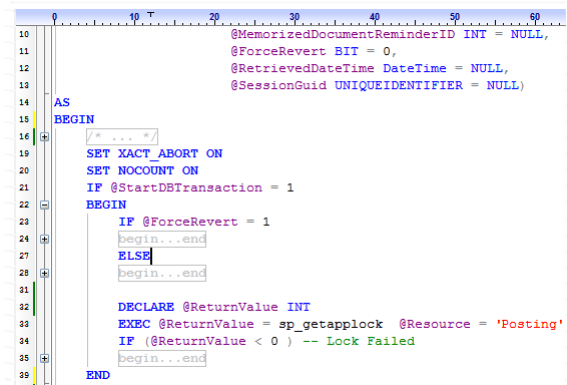 0 10 20 30 40 50 60
10 @MemorizedDocumentReminderID INT = NULL,
11 @ForceRevert BIT = 0,
12 @RetrievedDateTime DateTime = NULL,
13 @SessionGuid UNIQUEIDENTIFIER = NULL)
14 AS
15 BEGIN
16 /* ... */
19 SET XACT_ABORT ON
20 SET NOCOUNT ON
21 IF @StartDBTransaction = 1
22 BEGIN
23 IF @ForceRevert = 1
24 begin...end
27 ELSE
28 begin...end
31
32 DECLARE @ReturnValue INT
33 EXEC @ReturnValue = sp_getapplock @Resource = 'Posting'
34 IF (@ReturnValue < 0 ) -- Lock Failed
35 begin...end
39 END